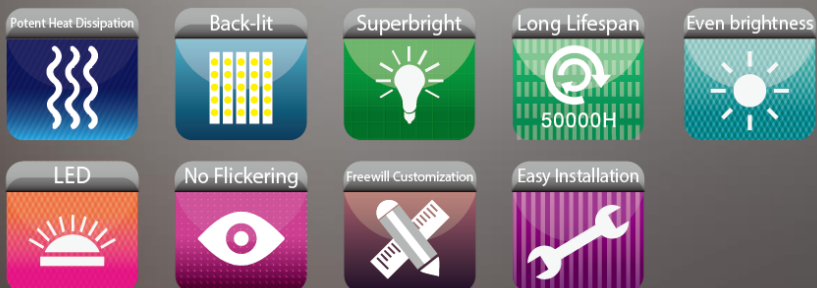 Potent Heat Dissipation
Back-lit
Superbright
Long Lifespan
Even brightness
50000H
LED
No Flickering
Freewill Customization
Easy Installation